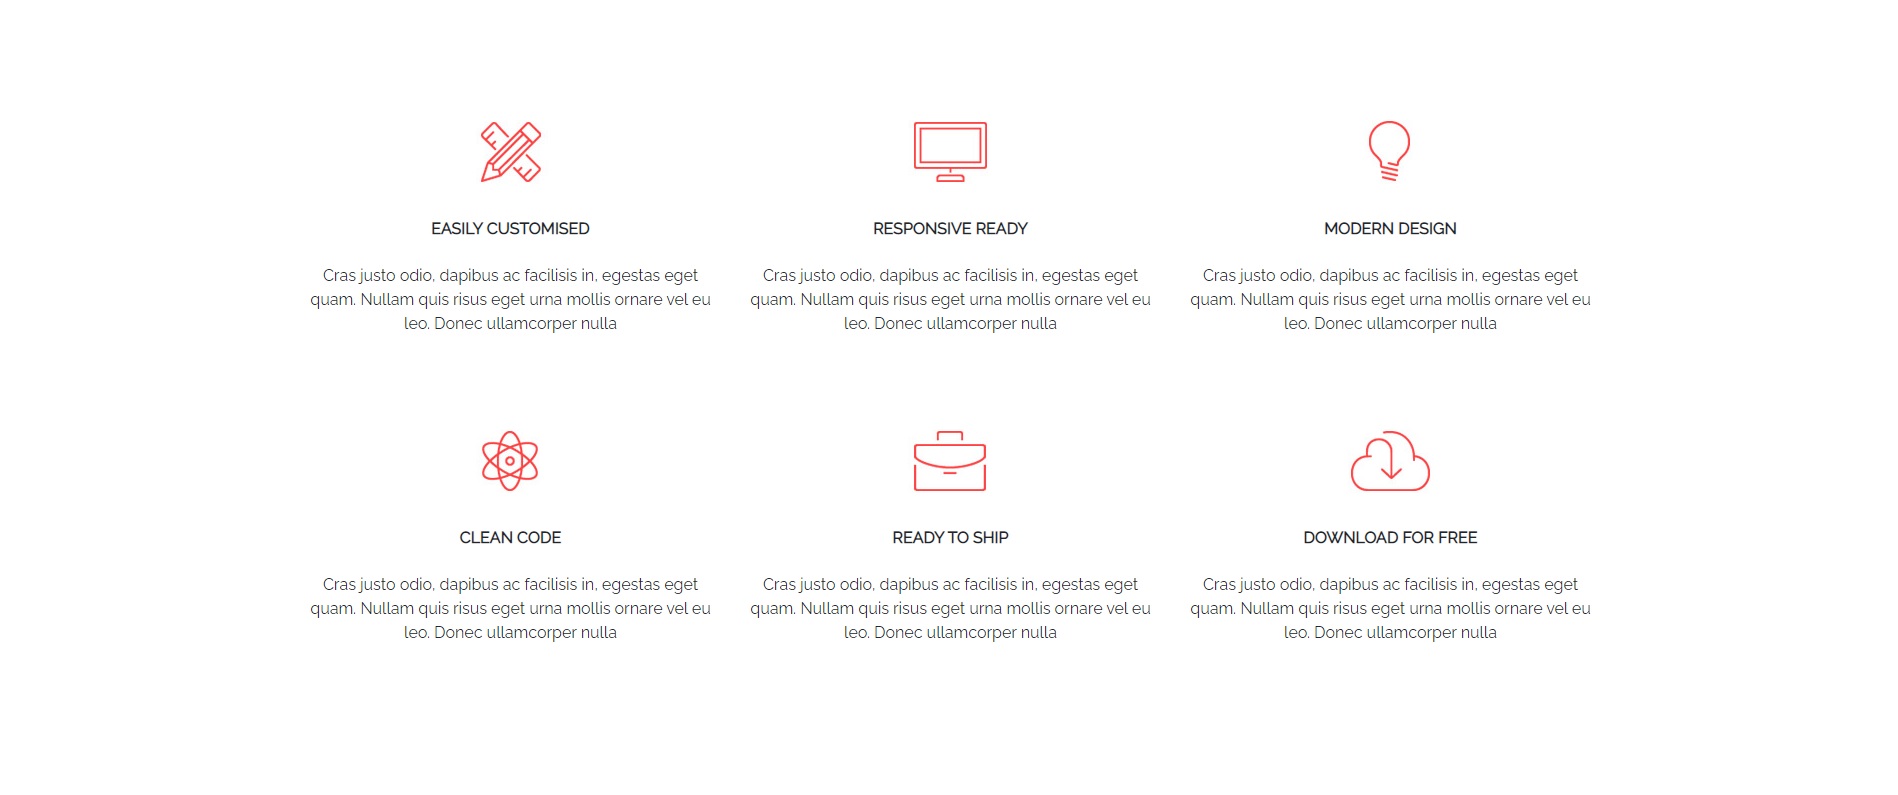 EASILY CUSTOMISED
Cras justo odio, dapibus ac facilisis in, egestas eget
quam. Nullam quis risus eget urna mollis ornare vel eu
leo. Donec ullamcorper nulla
RESPONSIVE READY
Cras justo odio, dapibus ac facilisis in, egestas eget
quam. Nullam quis risus eget urna mollis ornare vel eu
leo. Donec ullamcorper nulla
MODERN DESIGN
Cras justo odio, dapibus ac facilisis in, egestas eget
quam. Nullam quis risus eget urna mollis ornare vel eu
leo. Donec ullamcorper nulla
CLEAN CODE
Cras justo odio, dapibus ac facilisis in, egestas eget
quam. Nullam quis risus eget urna mollis ornare vel eu
leo. Donec ullamcorper nulla
READY TO SHIP
Cras justo odio, dapibus ac facilisis in, egestas eget
quam. Nullam quis risus eget urna mollis ornare vel eu
leo. Donec ullamcorper nulla
DOWNLOAD FOR FREE
Cras justo odio, dapibus ac facilisis in, egestas eget
quam. Nullam quis risus eget urna mollis ornare vel eu
leo. Donec ullamcorper nulla